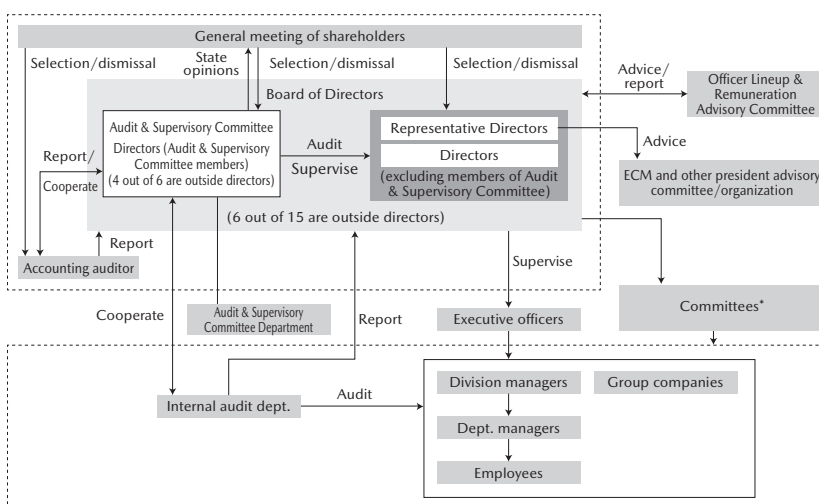 General meeting of shareholders
Selection/dismissal
State
opinions
Selection/dismissal
Selection/dismissal
Advice/
report
Officer Lineup &
Remuneration
Advisory Committee
Board of Directors
Audit & Supervisory Committee
Directors (Audit & Supervisory
Committee members)
(4 out of 6 are outside directors)
Audit
Supervise
Representative Directors
Directors
(excluding members of Audit
& Supervisory Committee)
Advice
ECM and other president advisory
committee/organization
Report/
Cooperate
(6 out of 15 are outside directors)
Report
Accounting auditor
Supervise
Cooperate
Audit & Supervisory
Committee Department
Report
Executive officers
Committees*
Internal audit dept.
Audit
Division managers
Group companies
Dept. managers
Employees